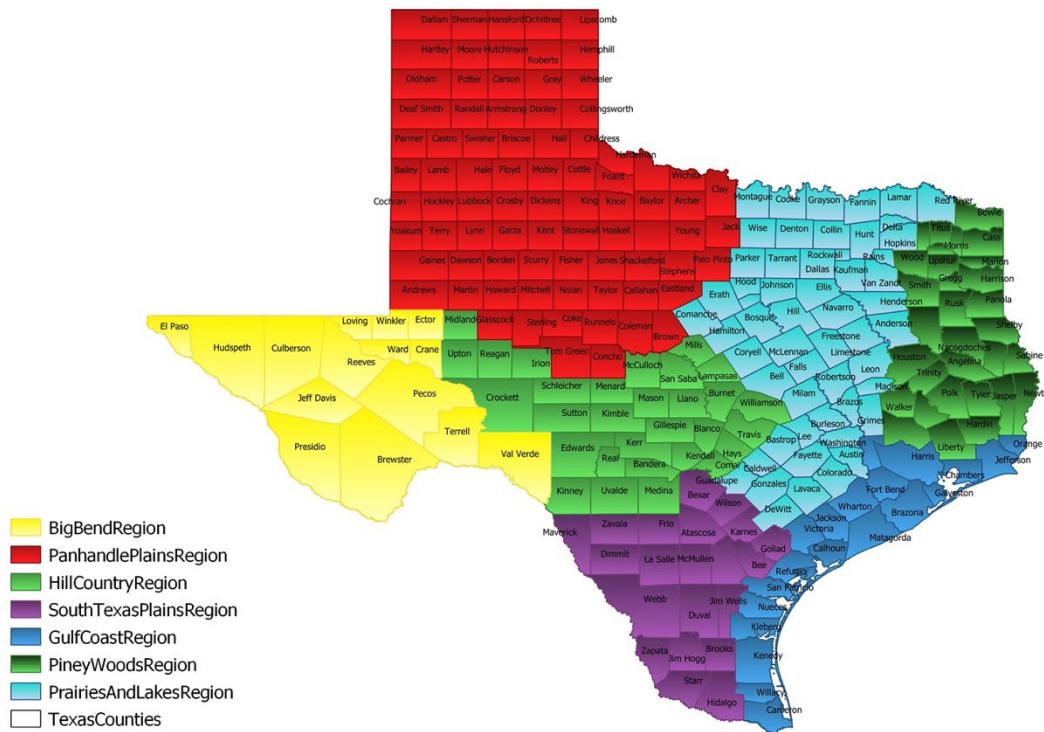 Dallam Sherman Hansford Ochiltree Lipscomb
Hartley Moore Hutchinson Roberts Hemphill
Oldham Potter Carson Gray Wheeler
Deaf Smith Randall Armstrong Donley Collingsworth
Parmer Castro Swisher Briscoe Hall Childress
Hardeman
Bailey Lamb Hale Floyd Motley Cottle Foard Wichita Clay
Montague Cooke Grayson Fannin Lamar Red River Bowie
Cochran Hockley Lubbock Crosby Dickens King Knox Baylor Archer
Yoakum Terry Lynn Garza Kent Stonewall Haskell Young Jack
Wise Denton Collin Hunt Delta Hopkins Titus Morris Cass
Gaines Dawson Borden Scurry Fisher Jones Shackelford Stephens Palo Pinto
Parker Tarrant Rockwall Dallas Kaufman Rains Van Zand Wood Upshur Marion
Gregg Harrison
Andrews Martin Howard Mitchell Nolan Taylor Callahan Eastland
Erath Hood Johnson Ellis Henderson Smith Rusk Panola
El Paso Loving Winkler Ector Midland Glasscock Sterling Coke Runnels Coleman Brown
Comanche Bosque Hill Navarro Anderson Shelby
Hudspeth Culberson Reeves Ward Crane Upton Reagan Irion Tom Green Concho McCulloch
Mills Hamilton McLennan Freestone Limestone Nacogdoches Sabine
San Saba Lampasas Coryell Bell Falls Robertson Leon Houston Angelina
Jeff Davis Pecos Crockett Schleicher Menard Mason Llano Burnet
Milam Brazos Madison Trinity Polk Tyler Jasper Newt
Presidio Brewster Terrell Val Verde Sutton Kimble Gillespie Blanco Williamson Travis
Burleson Grimes Walker Hardin
Edwards Kerr Real Bandera Kendall Hays Comal
Bastrop Lee Washington Fayette Austin Caldwell Colorado
Harris Liberty Orange Jefferson Chambers
Kinney Uvalde Medina Guadalupe Bexar Wilson
Gonzales Lavaca DeWitt Fort Bend Galveston Wharton Brazoria
Maverick Zavala Frio Atascosa Karnes Jackson Victoria Matagorda
Dimmit La Salle McMullen Goliad Bee Calhoun Refugio
San Patricio
Webb Duval Jim Wells Nueces Kleberg
Zapata Jim Hogg Brooks Kenedy
Starr Hidalgo Willacy Cameron
BigBendRegion
PanhandlePlainsRegion
HillCountryRegion
SouthTexasPlainsRegion
GulfCoastRegion
PineyWoodsRegion
PrairiesAndLakesRegion
TexasCounties